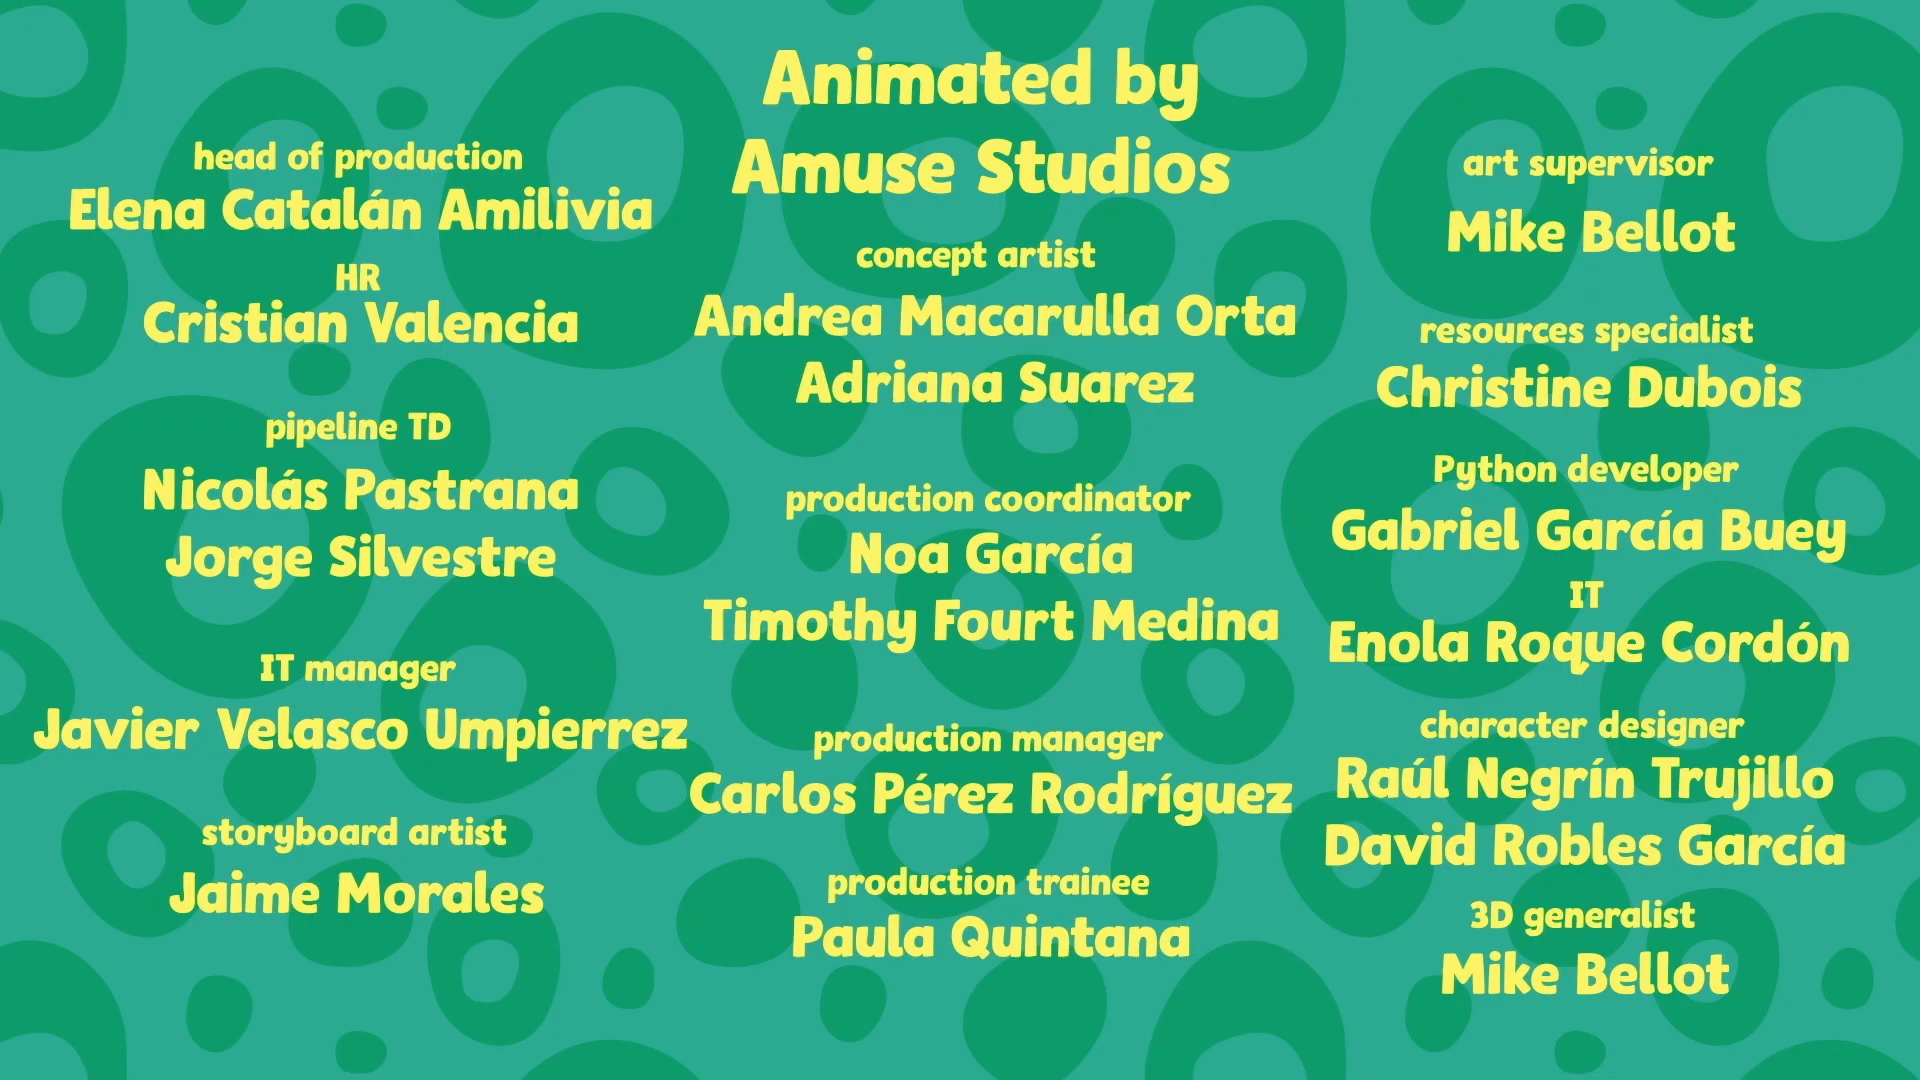 Animated by
Amuse Studios
head of production
Elena Catalán Amilivia
HR
Cristian Valencia
pipeline TD
Nicolás Pastrana
Jorge Silvestre
IT manager
Javier Velasco Umpierrez
storyboard artist
Jaime Morales
concept artist
Andrea Macarulla Orta
Adriana Suarez
production coordinator
Noa García
Timothy Fourt Medina
production manager
Carlos Pérez Rodríguez
production trainee
Paula Quintana
art supervisor
Mike Bellot
resources specialist
Christine Dubois
Python developer
Gabriel García Buey
IT
Enola Roque Cordón
character designer
Raúl Negrín Trujillo
David Robles García
3D generalist
Mike Bellot